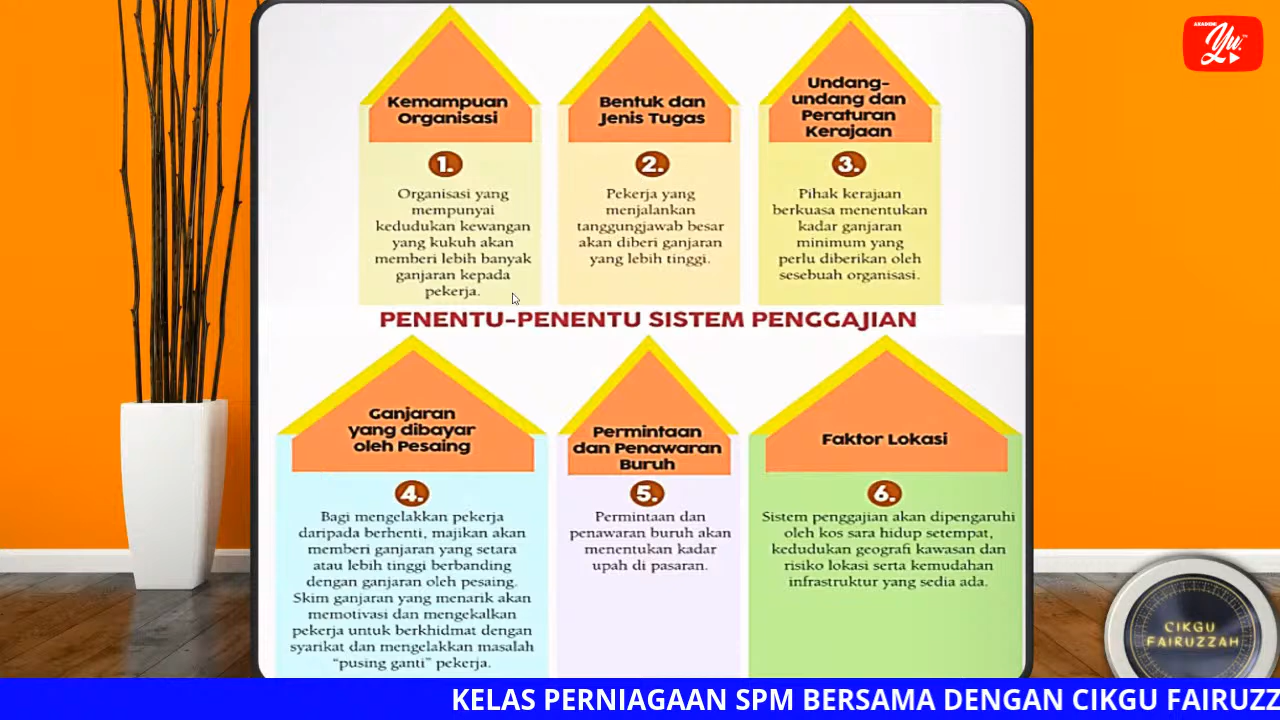 AKADEMI
Yu.
Kemampuan
Organisasi
1.
Organisasi yang
mempunyai
kedudukan kewangan
yang kukuh akan
memberi lebih banyak
ganjaran kepada
pekerja.
Bentuk dan
Jenis Tugas
2.
Pekerja yang
menjalankan
tanggungjawab besar
akan diberi ganjaran
yang lebih tinggi.
Undang-
undang dan
Peraturan
Kerajaan
3.
Pihak kerajaan
berkuasa menentukan
kadar ganjaran
minimum yang
perlu diberikan oleh
sesebuah organisasi.
PENENTU-PENENTU SISTEM PENGGAJIAN
Ganjaran
yang dibayar
oleh Pesaing
4.
Bagi mengelakkan pekerja
daripada berhenti, majikan akan
memberi ganjaran yang setara
atau lebih tinggi berbanding
dengan ganjaran oleh pesaing.
Skim ganjaran yang menarik akan
memotivasi dan mengekalkan
pekerja untuk berkhidmat dengan
syarikat dan mengelakkan masalah
“pusing ganti” pekerja.
Permintaan
dan Penawaran
Buruh
5.
Permintaan dan
penawaran buruh akan
menentukan kadar
upah di pasaran.
Faktor Lokasi
6.
Sistem penggajian akan dipengaruhi
oleh kos sara hidup setempat,
kedudukan geografi kawasan dan
risiko lokasi serta kemudahan
infrastruktur yang sedia ada.
CIKGU
FAIRUZZAH
KELAS PERNIAGAAN SPM BERSAMA DENGAN CIKGU FAIRUZZ